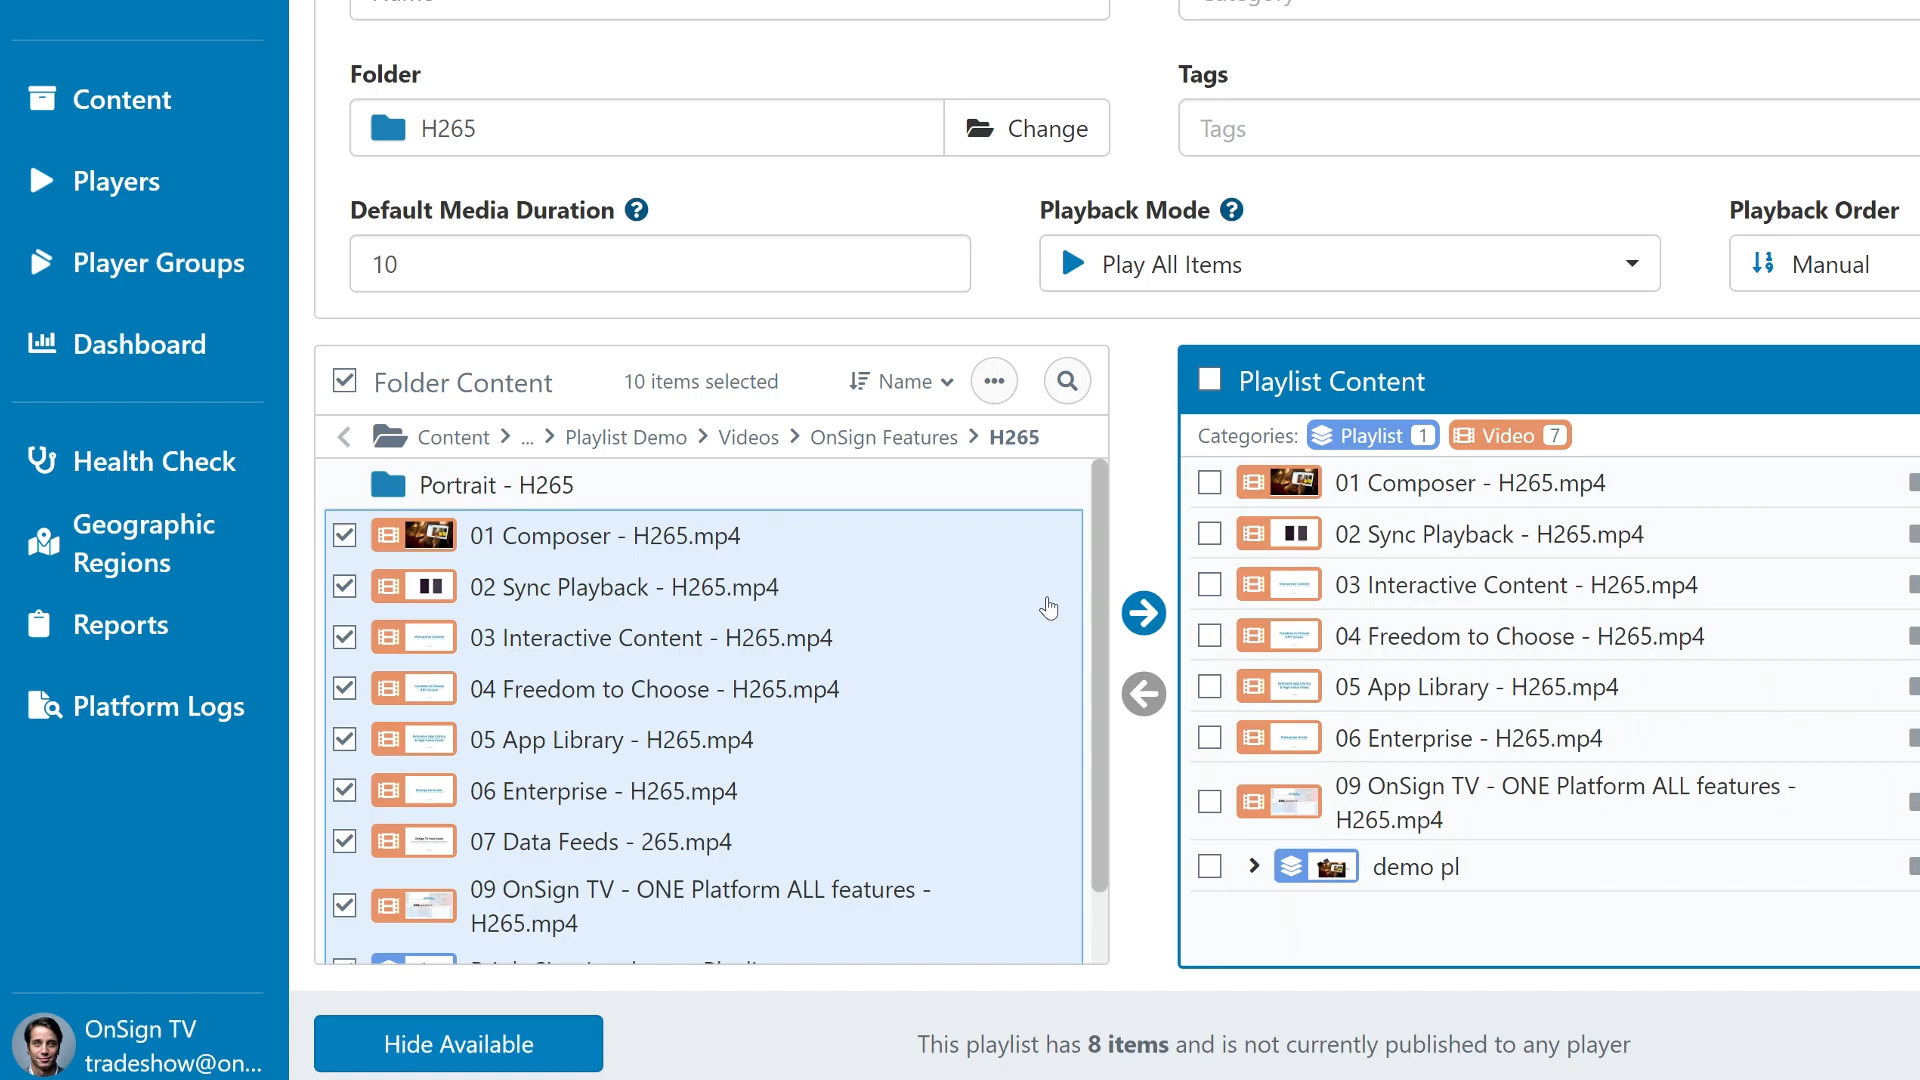 Folder
Tags
H265
Change
Tags
Default Media Duration ?
Playback Mode ?
Playback Order
10
Play All Items
Manual
Content
Players
Player Groups
Dashboard
Health Check
Geographic
Regions
Reports
Platform Logs
OnSign TV
tradeshow@on...
Folder Content
10 items selected
Name
Content > ... > Playlist Demo > Videos > OnSign Features > H265
Portrait - H265
01 Composer - H265.mp4
02 Sync Playback - H265.mp4
03 Interactive Content - H265.mp4
04 Freedom to Choose - H265.mp4
05 App Library - H265.mp4
06 Enterprise - H265.mp4
07 Data Feeds - 265.mp4
09 OnSign TV - ONE Platform ALL features -
H265.mp4
Playlist Content
Categories: Playlist 1 Video 7
01 Composer - H265.mp4
02 Sync Playback - H265.mp4
03 Interactive Content - H265.mp4
04 Freedom to Choose - H265.mp4
05 App Library - H265.mp4
06 Enterprise - H265.mp4
09 OnSign TV - ONE Platform ALL features -
H265.mp4
demo pl
Hide Available
This playlist has 8 items and is not currently published to any player